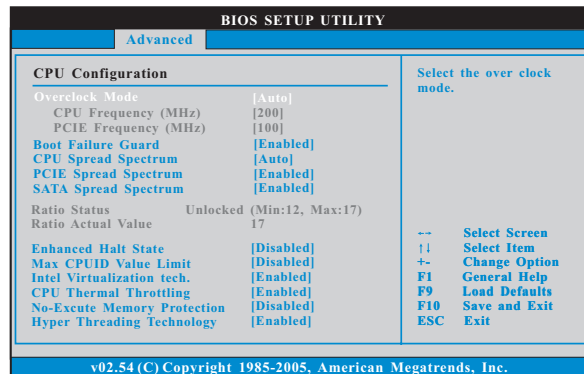 BIOS SETUP UTILITY
Advanced
CPU Configuration
Overclock Mode [Auto]
CPU Frequency (MHz) [200]
PCIE Frequency (MHz) [100]
Boot Failure Guard [Enabled]
CPU Spread Spectrum [Auto]
PCIE Spread Spectrum [Enabled]
SATA Spread Spectrum [Enabled]
Ratio Status Unlocked (Min:12, Max:17)
Ratio Actual Value 17
Enhanced Halt State [Disabled]
Max CPUID Value Limit [Disabled]
Intel Virtualization tech. [Enabled]
CPU Thermal Throttling [Enabled]
No-Excute Memory Protection [Disabled]
Hyper Threading Technology [Enabled]
Select the over clock
mode.
←→ Select Screen
↑↓ Select Item
+- Change Option
F1 General Help
F9 Load Defaults
F10 Save and Exit
ESC Exit
v02.54 (C) Copyright 1985-2005, American Megatrends, Inc.